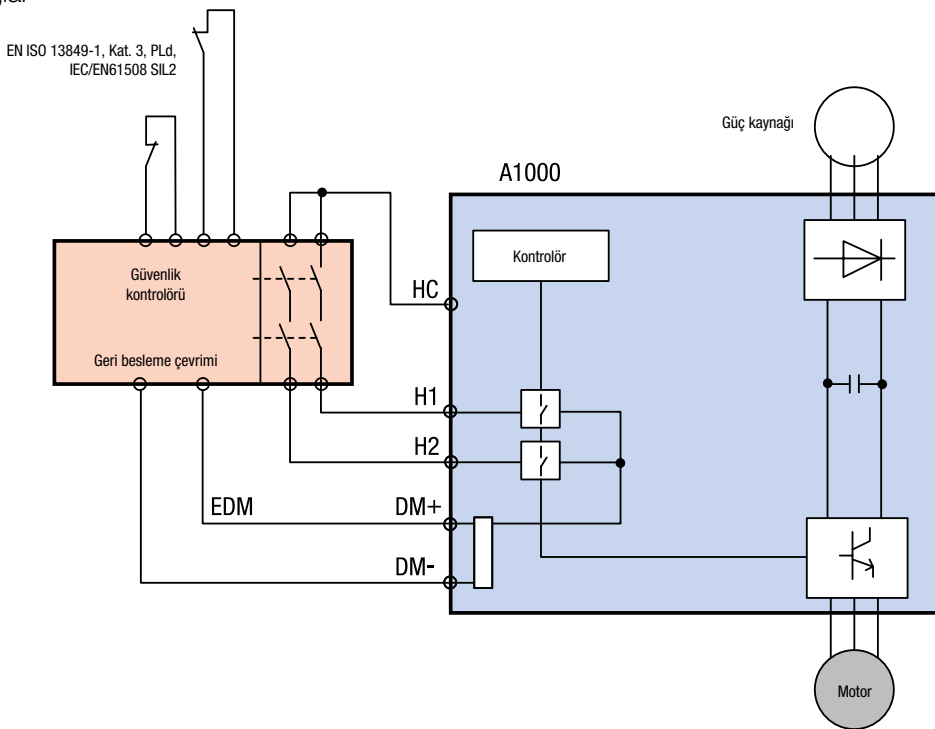 EN ISO 13849-1, Kat. 3, PLd,
IEC/EN61508 SIL2
Güç kaynağı
A1000
Kontrolör
Güvenlik
kontrolörü
HC
Geri besleme çevrimi
H1
H2
EDM
DM+
DM-
Motor